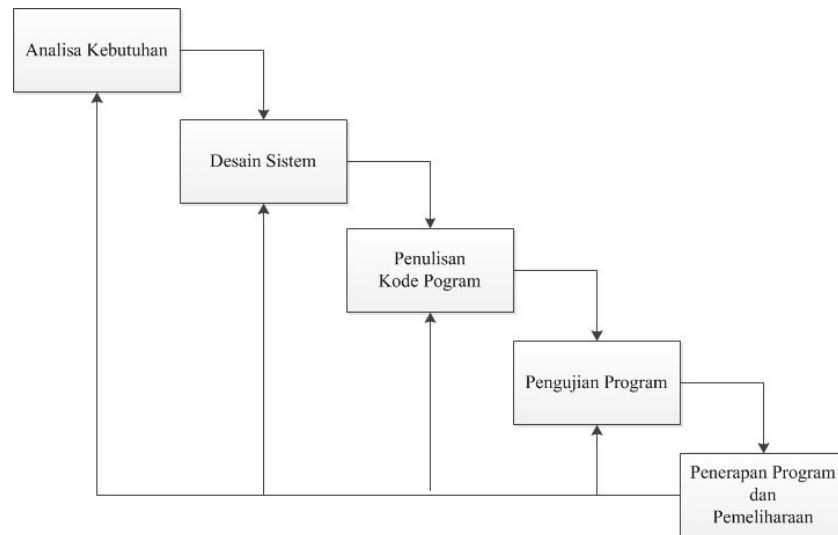 Analisa Kebutuhan
Desain Sistem
Penulisan
Kode Pogram
Pengujian Program
Penerapan Program
dan
Pemeliharaan